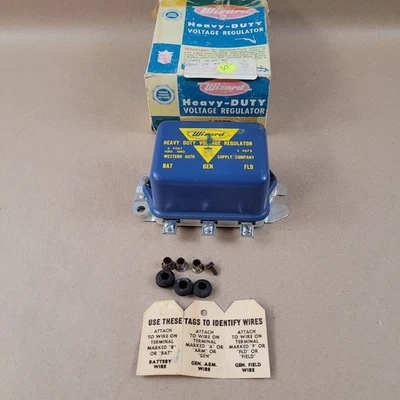 Wizard
Heavy-DUTY
VOLTAGE REGULATOR
Wizard
Heavy-DUTY
VOLTAGE REGULATOR
Wizard
HEAVY DUTY VOLTAGE REGULATOR
6 VOLT
WESTERN AUTO SUPPLY COMPANY
BAT GEN FLD
USE THESE TAGS TO IDENTIFY WIRES
ATTACH
TO WIRE ON
TERMINAL
MARKED "B"
OR "BAT"
BATTERY
WIRE
ATTACH
TO WIRE ON
TERMINAL
MARKED "A" OR
"ARM" OR
"GEN"
GEN. ARM.
WIRE
ATTACH
TO WIRE ON
TERMINAL
MARKED "F" OR
"FLD" OR
"FIELD"
GEN. FIELD
WIRE